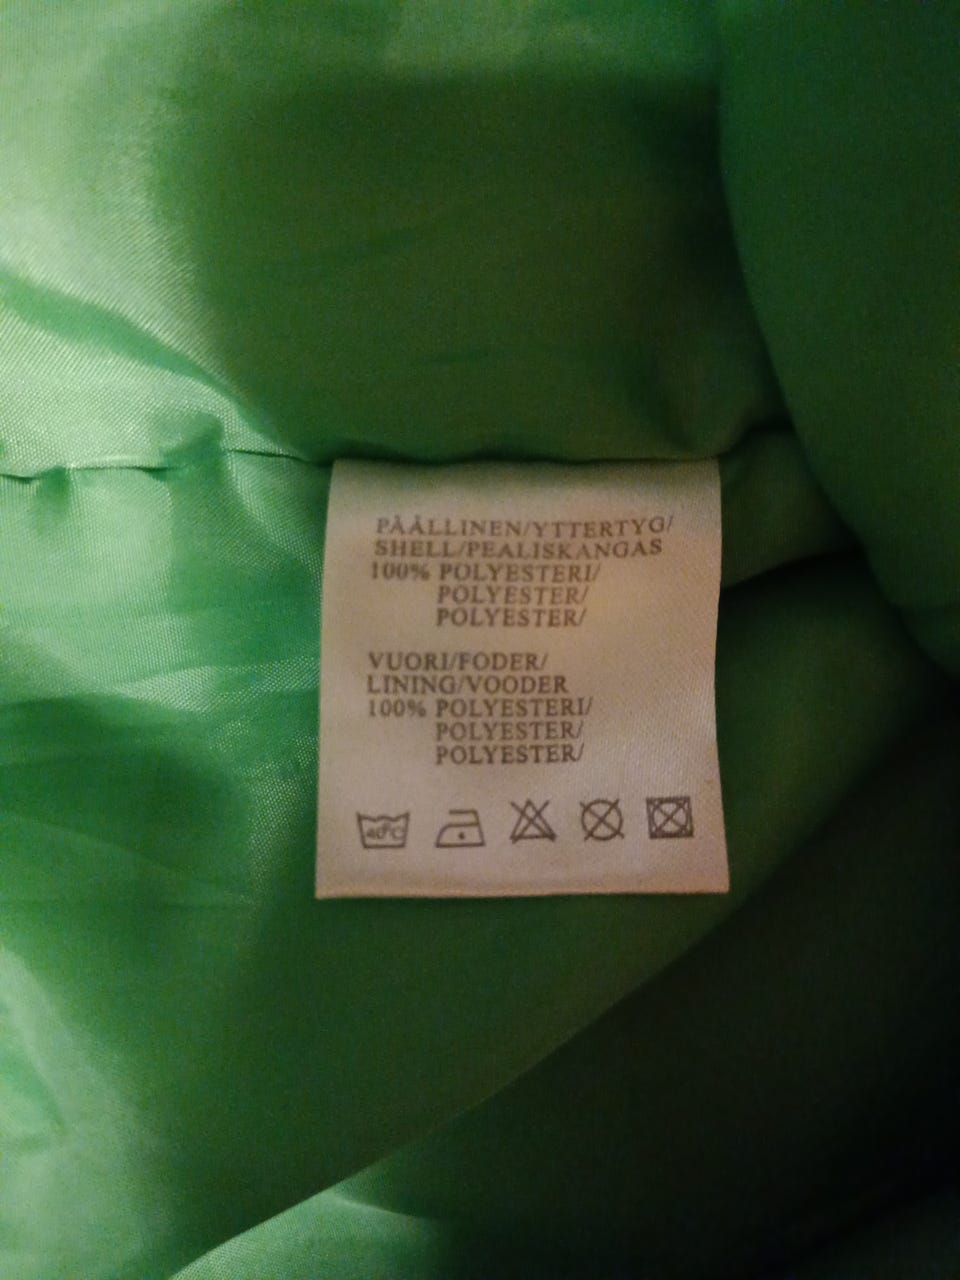 PÄÄLLINEN/YTTERTYG/
SHELL/PEALISKANGAS
100% POLYESTERI/
POLYESTER/
POLYESTER/
VUORI/FODER/
LINING/VOODER
100% POLYESTERI/
POLYESTER/
POLYESTER/
40°C